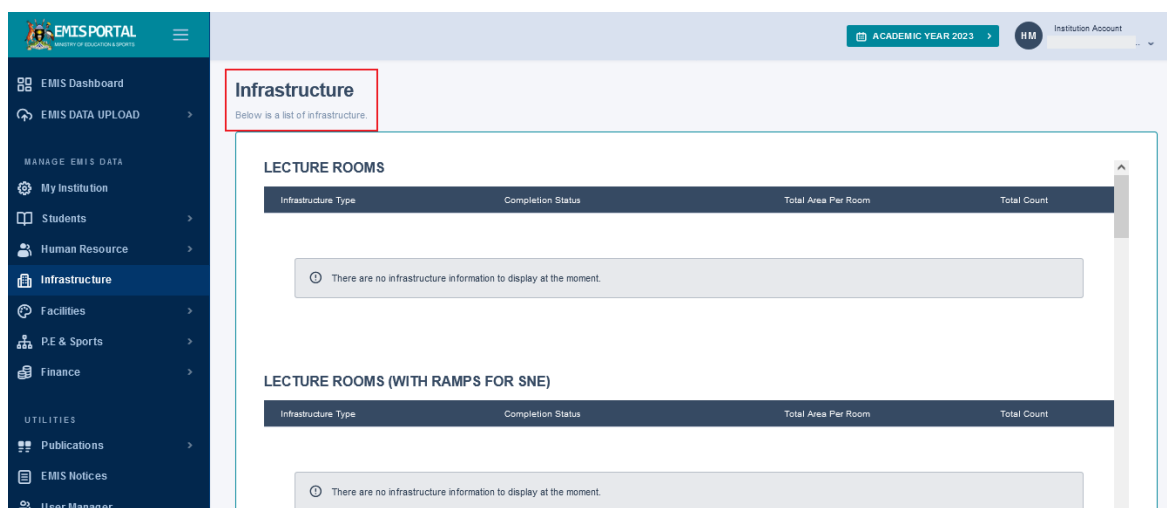 EMIS PORTAL
MINISTRY OF EDUCATION & SPORTS
ACADEMIC YEAR 2023
HM
Institution Account
EMIS Dashboard
EMIS DATA UPLOAD
MANAGE EMIS DATA
My Institution
Students
Human Resource
Infrastructure
Facilities
P.E & Sports
Finance
UTILITIES
Publications
EMIS Notices
User Manager
Infrastructure
Below is a list of infrastructure.
LECTURE ROOMS
Infrastructure Type Completion Status Total Area Per Room Total Count
There are no infrastructure information to display at the moment.
LECTURE ROOMS (WITH RAMPS FOR SNE)
Infrastructure Type Completion Status Total Area Per Room Total Count
There are no infrastructure information to display at the moment.